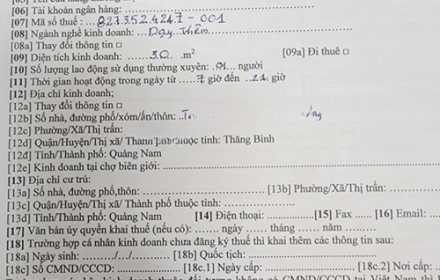 [06] Tài khoản ngân hàng: ...
[07] Mã số thuế : ...8273524247 – 001
[08] Ngành nghề kinh doanh: ... Dạy thêm
[08a] Thay đổi thông tin □
[09] Diện tích kinh doanh: ......30..m² [09a] Đi thuê □
[10] Số lượng lao động sử dụng thường xuyên: .01... người
[11] Thời gian hoạt động trong ngày từ .....7 giờ đến ..21. giờ
[12] Địa chỉ kinh doanh;
[12a] Thay đổi thông tin □
[12b] Số nhà, đường phố/xóm/ấn/thôn:
[12c] Phường/Xã/Thị trấn:
[12d] Quận/Huyện/Thị xã/ Thành phố thuộc tỉnh: Thăng Bình
[12d] Tỉnh/Thành phố: Quảng Nam
[12e] Kinh doanh tại chợ biên giới: ...
[13] Địa chỉ cư trú:
[13a] Số nhà, đường phố,thôn: ... [13b] Phường/Xã/Thị trấn: ...
[13c] Quận/Huyện/Thị xã/ Thành phố thuộc tỉnh: ...
[13d] Tỉnh/Thành phố: Quảng Nam [14] Điện thoại: ...[15] Fax ...... [16] Email: ...
[17] Văn bản ủy quyền khai thuế (nếu có): ....... ngày ...... tháng ...... năm ........
[18] Trường hợp cá nhân kinh doanh chưa đăng ký thuế thì khai thêm các thông tin sau:
[18a] Ngày sinh: ...../...../....... [18b] Quốc tịch: ...
[18c] Số CMND/CCCD: ... [18c.1] Ngày cấp: ... [18c.2] Nơi cấp: